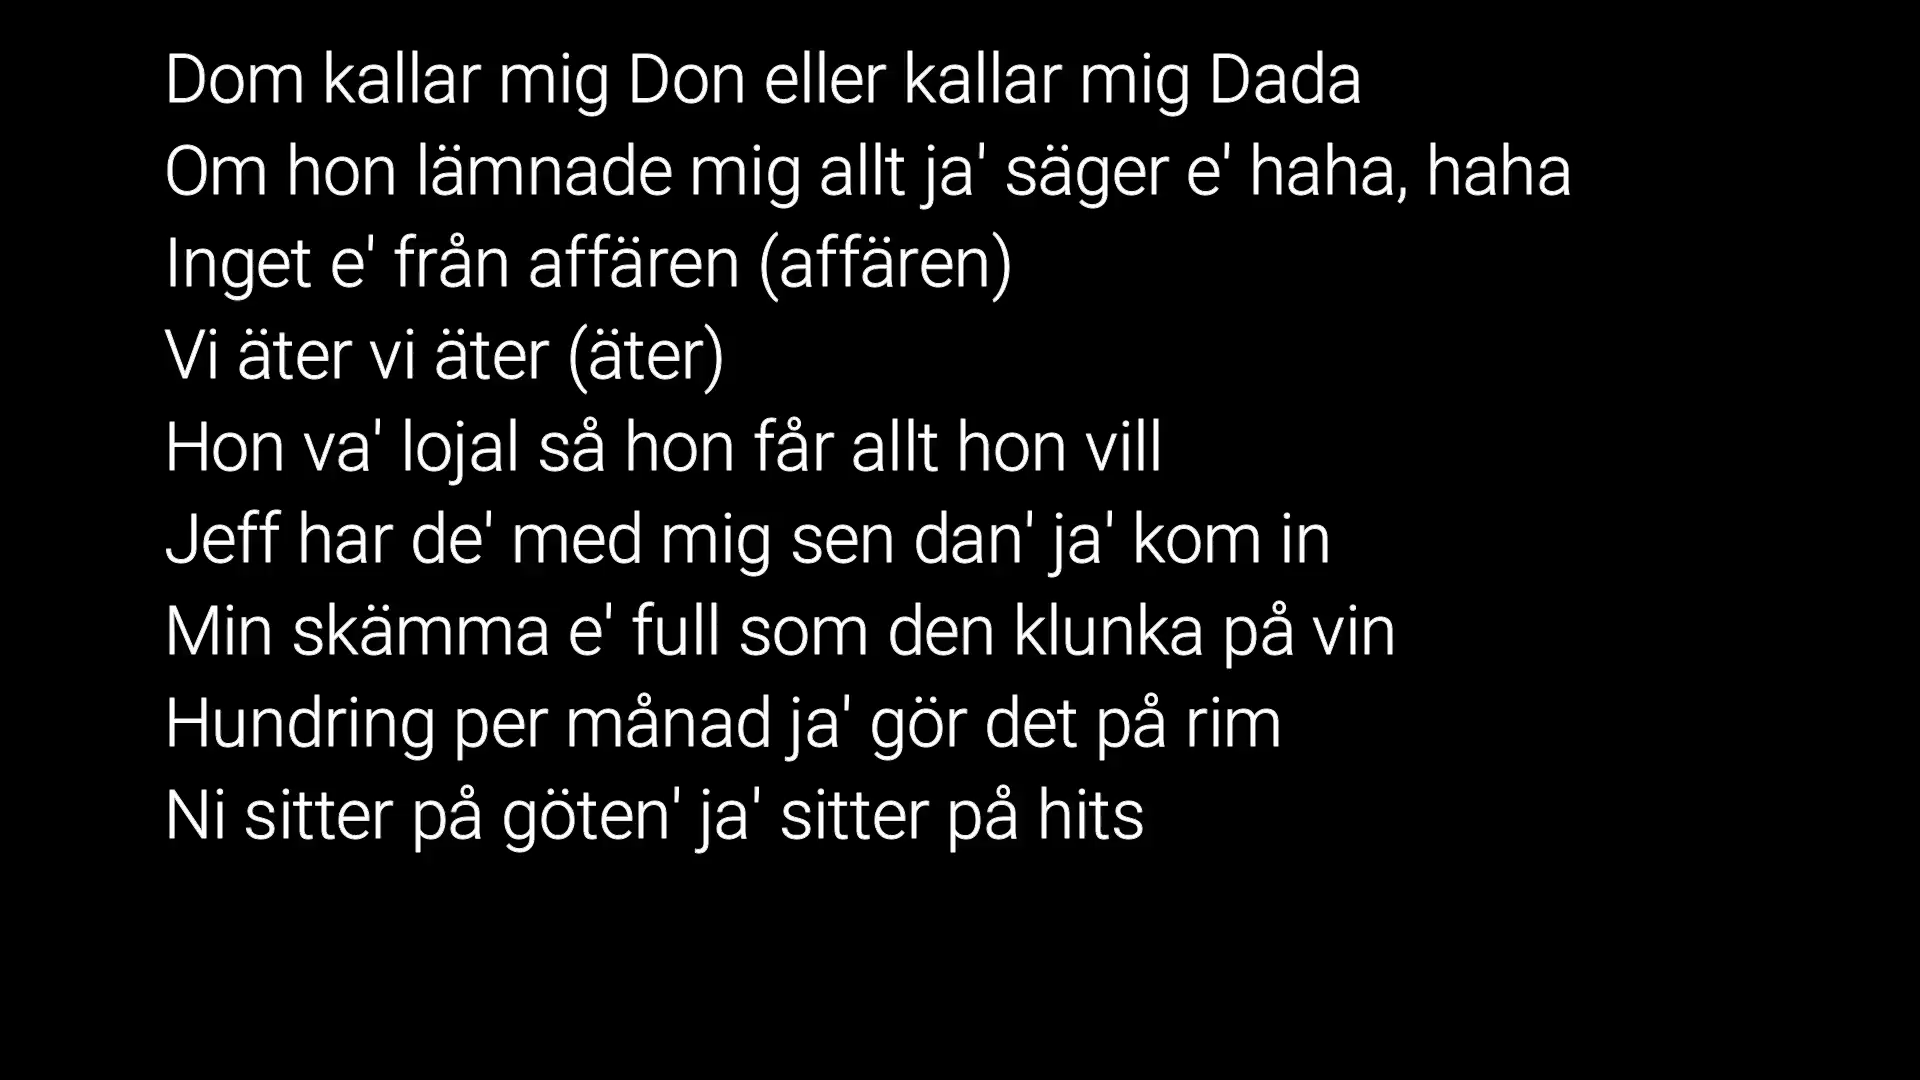 Dom kallar mig Don eller kallar mig Dada
Om hon lämnade mig allt ja' säger e' haha, haha
Inget e' från affären (affären)
Vi äter vi äter (äter)
Hon va' lojal så hon får allt hon vill
Jeff har de' med mig sen dan' ja' kom in
Min skämma e' full som den klunka på vin
Hundring per månad ja' gör det på rim
Ni sitter på göten' ja' sitter på hits